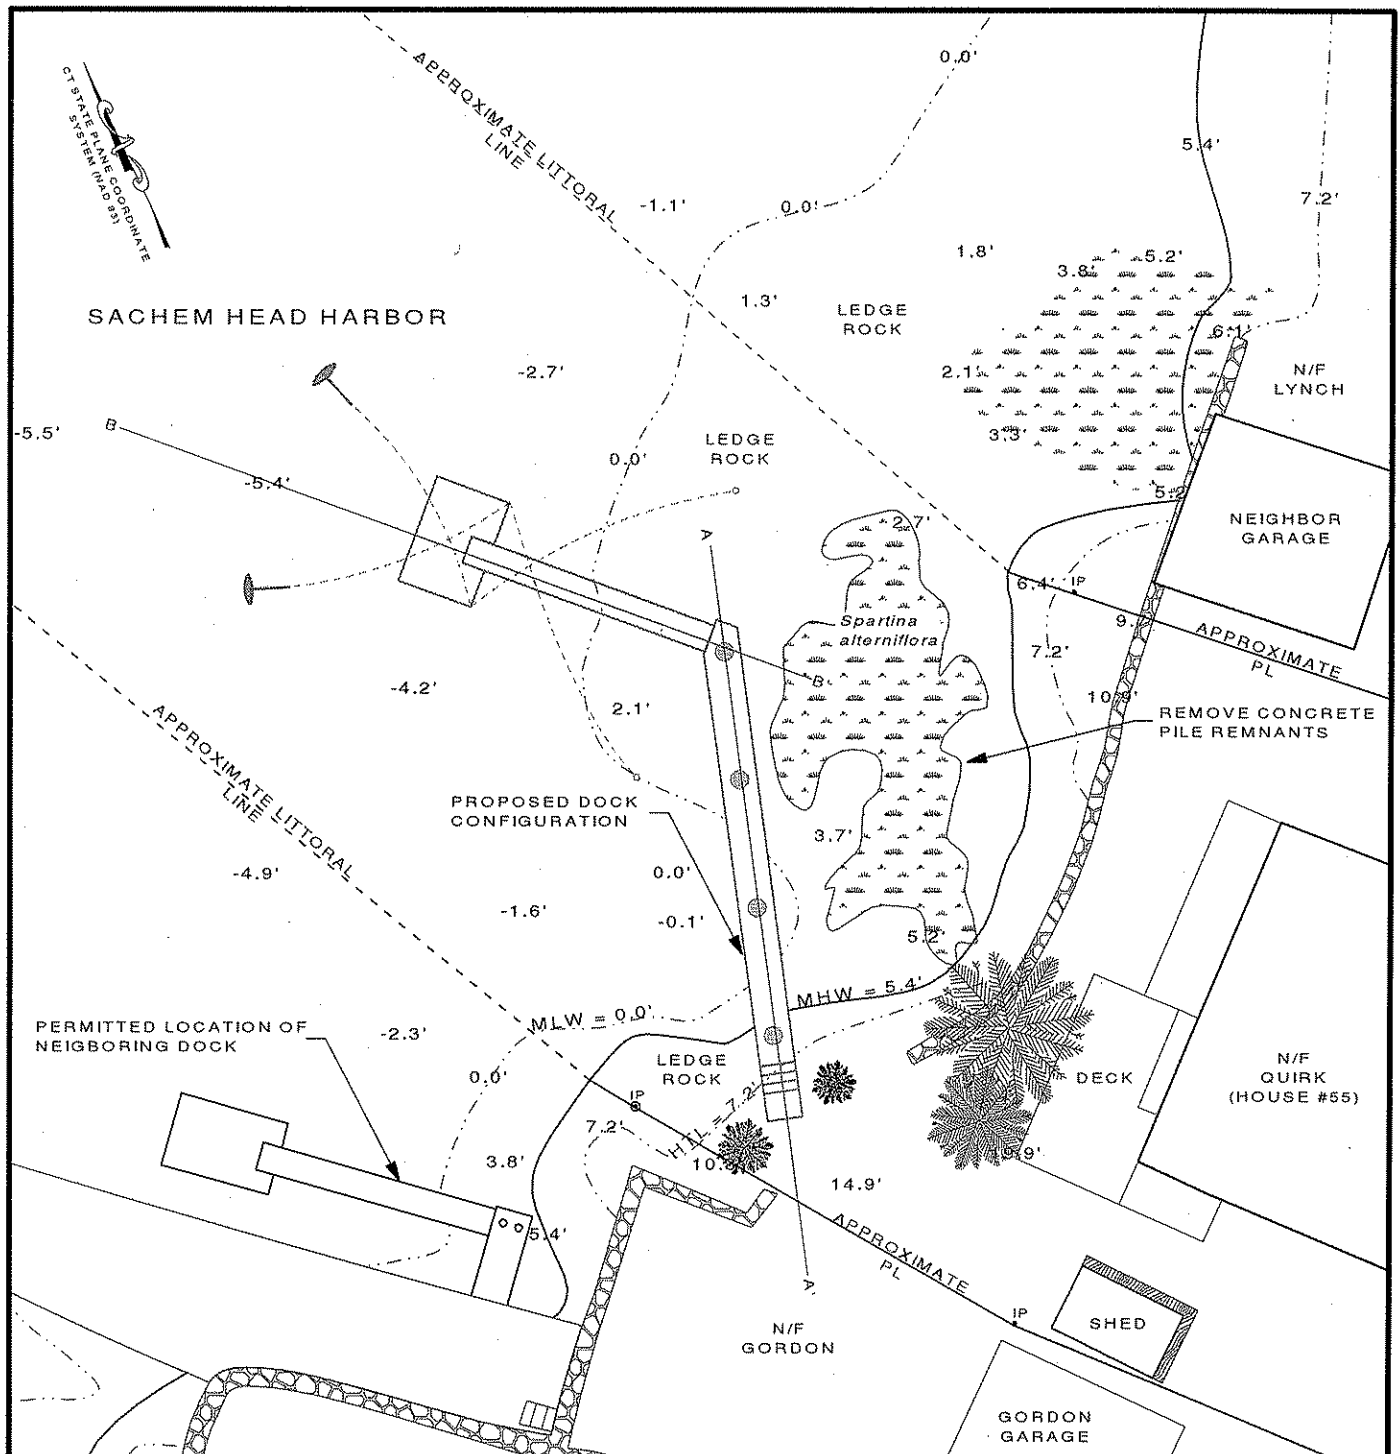 0.0'
APPROXIMATE LITTORAL
LINE
CT STATE PLANE COORDINATE
SYSTEM (NAD 83)
5.4'
7.2'
-1.1'
0.0'
1.8'
3.8'
5.2'
1.3'
SACHEM HEAD HARBOR
LEDGE
ROCK
6.1'
-2.7'
2.1'
N/F
LYNCH
B
-5.5'
LEDGE
ROCK
3.3'
0.0'
-5.4'
5.2
2.7'
NEIGHBOR
GARAGE
A
6.4'
IP
Spartina
alterniflora
9.7
APPROXIMATE
PL
7.2'
B'
-4.2'
2.1'
10.9'
REMOVE CONCRETE
PILE REMNANTS
APPROXIMATE LITTORAL
LINE
PROPOSED DOCK
CONFIGURATION
3.7'
-4.9'
0.0'
-1.6'
-0.1'
5.2'
MHW = 5.4'
MLW = 0.0'
PERMITTED LOCATION OF
NEIGBORING DOCK
-2.3'
LEDGE
ROCK
0.0'
DECK
N/F
QUIRK
(HOUSE #55)
IP
HTL = 7.2'
7.2'
3.8'
19.9'
14.9'
5.4'
APPROXIMATE
PL
A'
IP
SHED
N/F
GORDON
GORDON
GARAGE